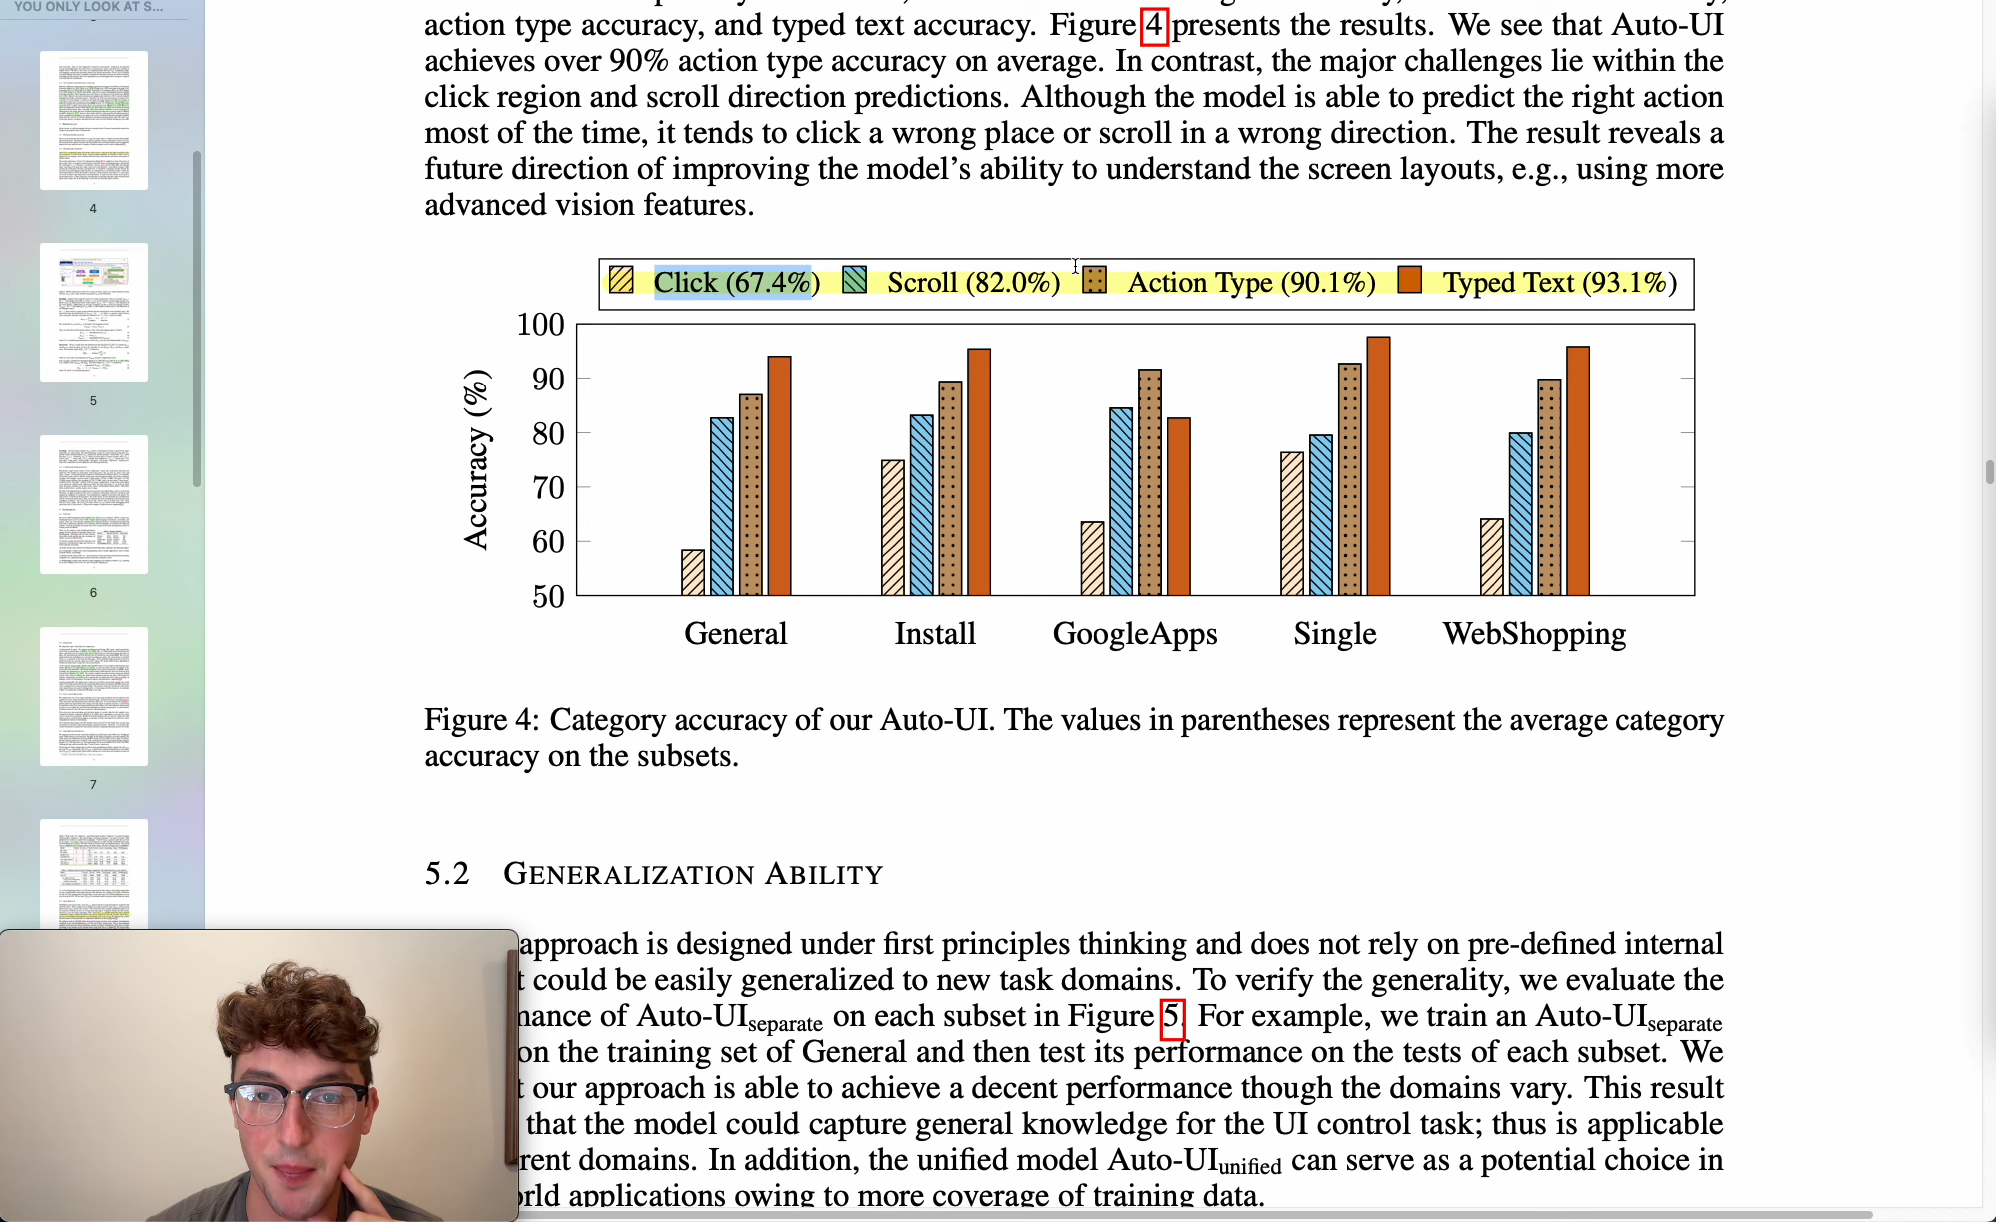 YOU ONLY LOOK AT S...
4
5
6
7
action type accuracy, and typed text accuracy. Figure 4 presents the results. We see that Auto-UI
achieves over 90% action type accuracy on average. In contrast, the major challenges lie within the
click region and scroll direction predictions. Although the model is able to predict the right action
most of the time, it tends to click a wrong place or scroll in a wrong direction. The result reveals a
future direction of improving the model's ability to understand the screen layouts, e.g., using more
advanced vision features.
Click (67.4%) Scroll (82.0%) Action Type (90.1%) Typed Text (93.1%)
100
90
80
70
60
50
Accuracy (%)
General Install GoogleApps Single WebShopping
Figure 4: Category accuracy of our Auto-UI. The values in parentheses represent the average category
accuracy on the subsets.
5.2 GENERALIZATION ABILITY
approach is designed under first principles thinking and does not rely on pre-defined internal
could be easily generalized to new task domains. To verify the generality, we evaluate the
of Auto-UIseparate on each subset in Figure 5. For example, we train an Auto-UIseparate
on the training set of General and then test its performance on the tests of each subset. We
our approach is able to achieve a decent performance though the domains vary. This result
that the model could capture general knowledge for the UI control task; thus is applicable
domains. In addition, the unified model Auto-UIunified can serve as a potential choice in
applications owing to more coverage of training data.